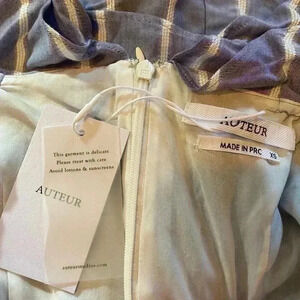 This garment is delicate
Please treat with care
Avoid lotions & sunscreens
AUTEUR
auteurstudios.com
AUTEUR
MADE IN PRC
XS